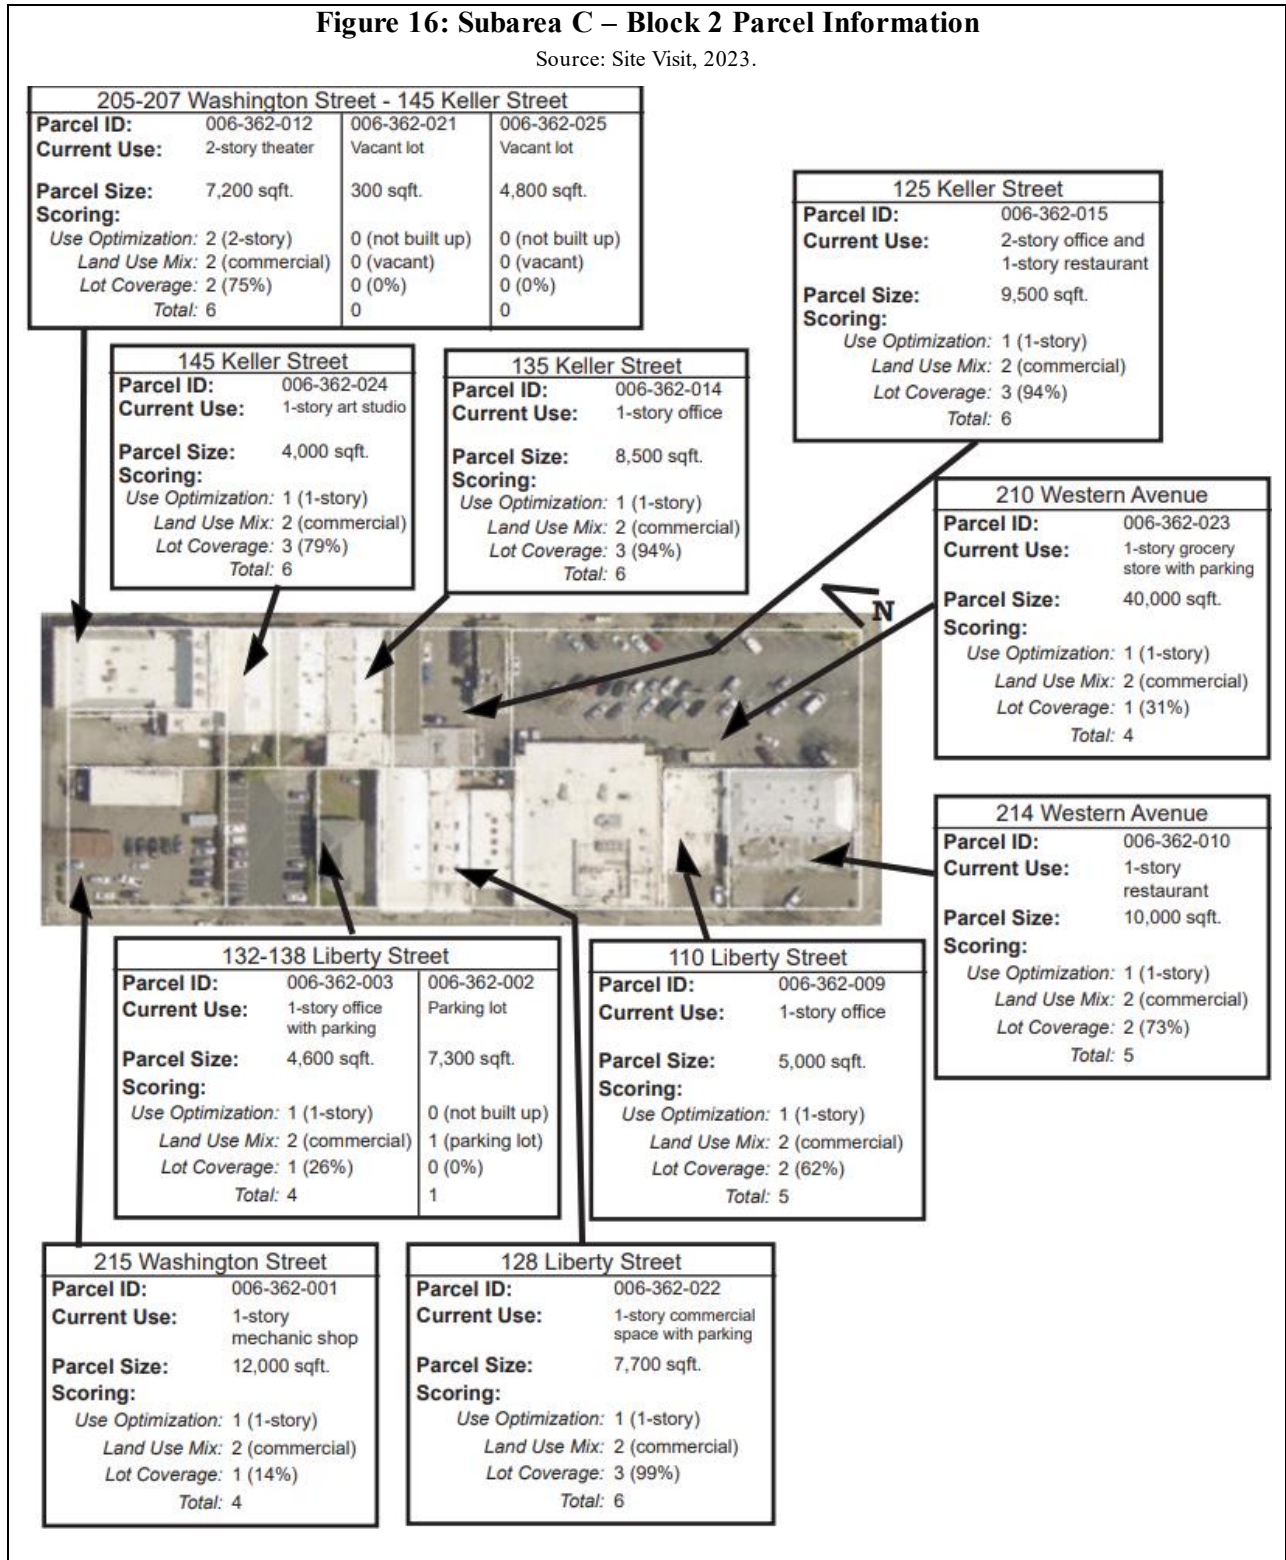 Figure 16: Subarea C – Block 2 Parcel Information
Source: Site Visit, 2023.
205-207 Washington Street - 145 Keller Street
Parcel ID: 006-362-012 006-362-021 006-362-025
Current Use: 2-story theater Vacant lot Vacant lot
Parcel Size: 7,200 sqft. 300 sqft. 4,800 sqft.
Scoring:
Use Optimization: 2 (2-story) 0 (not built up) 0 (not built up)
Land Use Mix: 2 (commercial) 0 (vacant) 0 (vacant)
Lot Coverage: 2 (75%) 0 (0%) 0 (0%)
Total: 6 0 0
125 Keller Street
Parcel ID: 006-362-015
Current Use: 2-story office and
1-story restaurant
Parcel Size: 9,500 sqft.
Scoring:
Use Optimization: 1 (1-story)
Land Use Mix: 2 (commercial)
Lot Coverage: 3 (94%)
Total: 6
145 Keller Street
Parcel ID: 006-362-024
Current Use: 1-story art studio
Parcel Size: 4,000 sqft.
Scoring:
Use Optimization: 1 (1-story)
Land Use Mix: 2 (commercial)
Lot Coverage: 3 (79%)
Total: 6
135 Keller Street
Parcel ID: 006-362-014
Current Use: 1-story office
Parcel Size: 8,500 sqft.
Scoring:
Use Optimization: 1 (1-story)
Land Use Mix: 2 (commercial)
Lot Coverage: 3 (94%)
Total: 6
210 Western Avenue
Parcel ID: 006-362-023
Current Use: 1-story grocery
store with parking
Parcel Size: 40,000 sqft.
Scoring:
Use Optimization: 1 (1-story)
Land Use Mix: 2 (commercial)
Lot Coverage: 1 (31%)
Total: 4
N
214 Western Avenue
Parcel ID: 006-362-010
Current Use: 1-story
restaurant
Parcel Size: 10,000 sqft.
Scoring:
Use Optimization: 1 (1-story)
Land Use Mix: 2 (commercial)
Lot Coverage: 2 (73%)
Total: 5
132-138 Liberty Street
Parcel ID: 006-362-003 006-362-002
Current Use: 1-story office Parking lot
with parking
Parcel Size: 4,600 sqft. 7,300 sqft.
Scoring:
Use Optimization: 1 (1-story) 0 (not built up)
Land Use Mix: 2 (commercial) 1 (parking lot)
Lot Coverage: 1 (26%) 0 (0%)
Total: 4 1
110 Liberty Street
Parcel ID: 006-362-009
Current Use: 1-story office
Parcel Size: 5,000 sqft.
Scoring:
Use Optimization: 1 (1-story)
Land Use Mix: 2 (commercial)
Lot Coverage: 2 (62%)
Total: 5
215 Washington Street
Parcel ID: 006-362-001
Current Use: 1-story
mechanic shop
Parcel Size: 12,000 sqft.
Scoring:
Use Optimization: 1 (1-story)
Land Use Mix: 2 (commercial)
Lot Coverage: 1 (14%)
Total: 4
128 Liberty Street
Parcel ID: 006-362-022
Current Use: 1-story commercial
space with parking
Parcel Size: 7,700 sqft.
Scoring:
Use Optimization: 1 (1-story)
Land Use Mix: 2 (commercial)
Lot Coverage: 3 (99%)
Total: 6